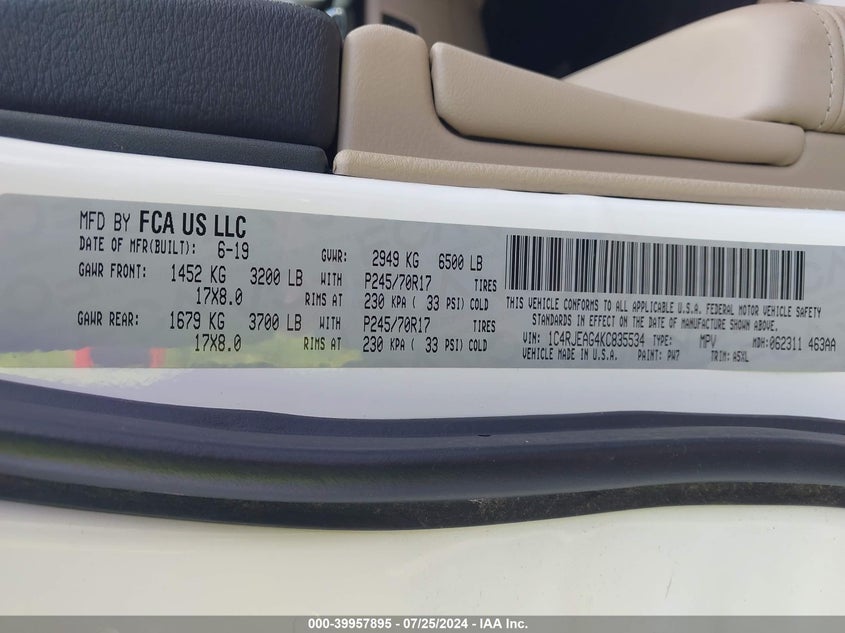 MFD BY FCA US LLC
DATE OF MFR(BUILT): 6-19 GVWR: 2949 KG 6500 LB
GAWR FRONT: 1452 KG 3200 LB WITH P245/70R17 TIRES
17X8.0 RIMS AT 230 KPA ( 33 PSI) COLD
GAWR REAR: 1679 KG 3700 LB WITH P245/70R17 TIRES
17X8.0 RIMS AT 230 KPA ( 33 PSI) COLD
THIS VEHICLE CONFORMS TO ALL APPLICABLE U.S.A. FEDERAL MOTOR VEHICLE SAFETY
STANDARDS IN EFFECT ON THE DATE OF MANUFACTURE SHOWN ABOVE.
VIN: 1C4RJEAG4KC835534 TYPE: MPV MDH:062311 463AA
VEHICLE MADE IN U.S.A. PAINT: PW7 TRIM: A5XL
000-39957895 - 07/25/2024 - © IAA Inc.